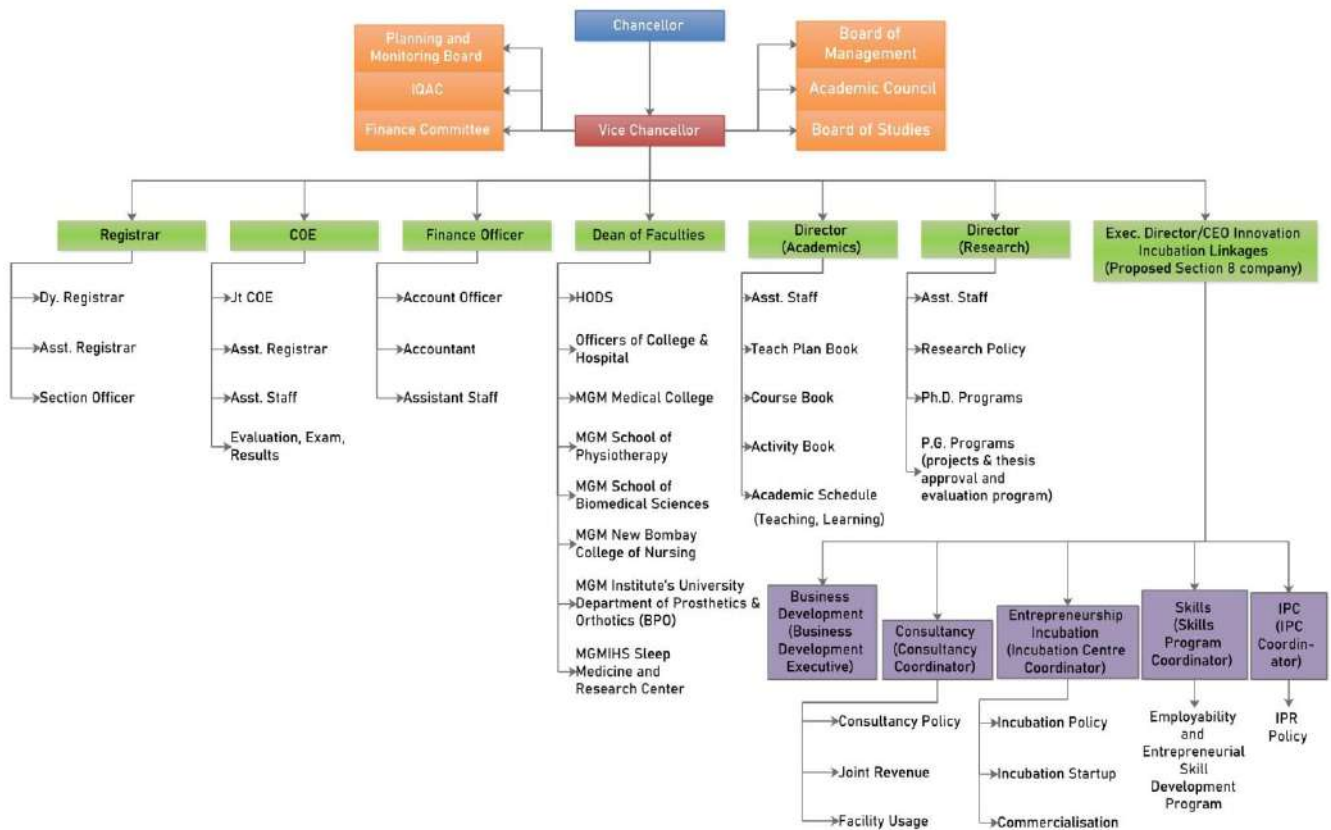 Chancellor
Planning and
Monitoring Board
IQAC
Finance Committee
Vice Chancellor
Board of
Management
Academic Council
Board of Studies
Registrar
Dy. Registrar
Asst. Registrar
Section Officer
COE
Jt COE
Asst. Registrar
Asst. Staff
Evaluation, Exam,
Results
Finance Officer
Account Officer
Accountant
Assistant Staff
Dean of Faculties
HODS
Officers of College &
Hospital
MGM Medical College
MGM School of
Physiotherapy
MGM School of
Biomedical Sciences
MGM New Bombay
College of Nursing
MGM Institute's University
Department of Prosthetics &
Orthotics (BPO)
MGMIHS Sleep
Medicine and
Research Center
Director
(Academics)
Asst. Staff
Teach Plan Book
Course Book
Activity Book
Academic Schedule
(Teaching, Learning)
Director
(Research)
Asst. Staff
Research Policy
Ph.D. Programs
P.G. Programs
(projects & thesis
approval and
evaluation program)
Exec. Director/CEO Innovation
Incubation Linkages
(Proposed Section 8 company)
Business
Development
(Business
Development
Executive)
Consultancy
(Consultancy
Coordinator)
Consultancy Policy
Joint Revenue
Facility Usage
Entrepreneurship
Incubation
(Incubation Centre
Coordinator)
Incubation Policy
Incubation Startup
Commercialisation
Skills
(Skills
Program
Coordinator)
Employability
and
Entrepreneurial
Skill
Development
Program
IPC
(IPC
Coordin-
ator)
IPR
Policy